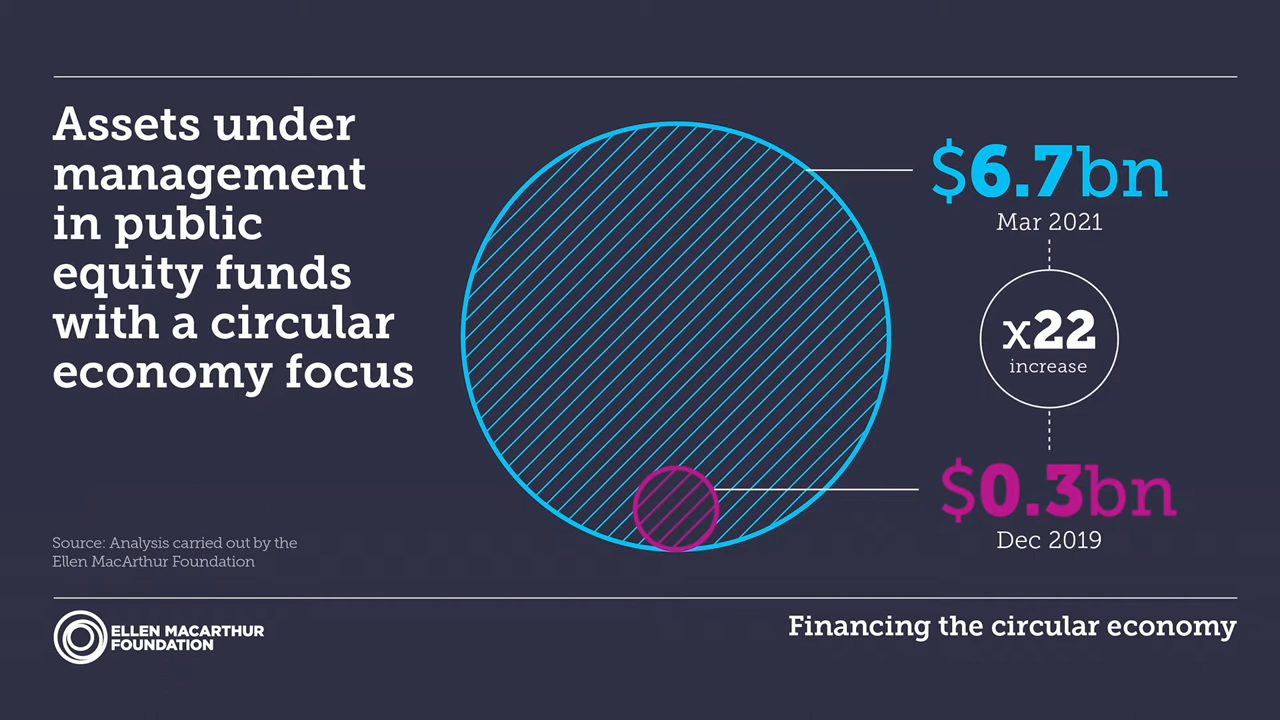 Assets under
management
in public
equity funds
with a circular
economy focus
$6.7bn
Mar 2021
x22
increase
$0.3bn
Dec 2019
Source: Analysis carried out by the
Ellen MacArthur Foundation
ELLEN MACARTHUR
FOUNDATION
Financing the circular economy